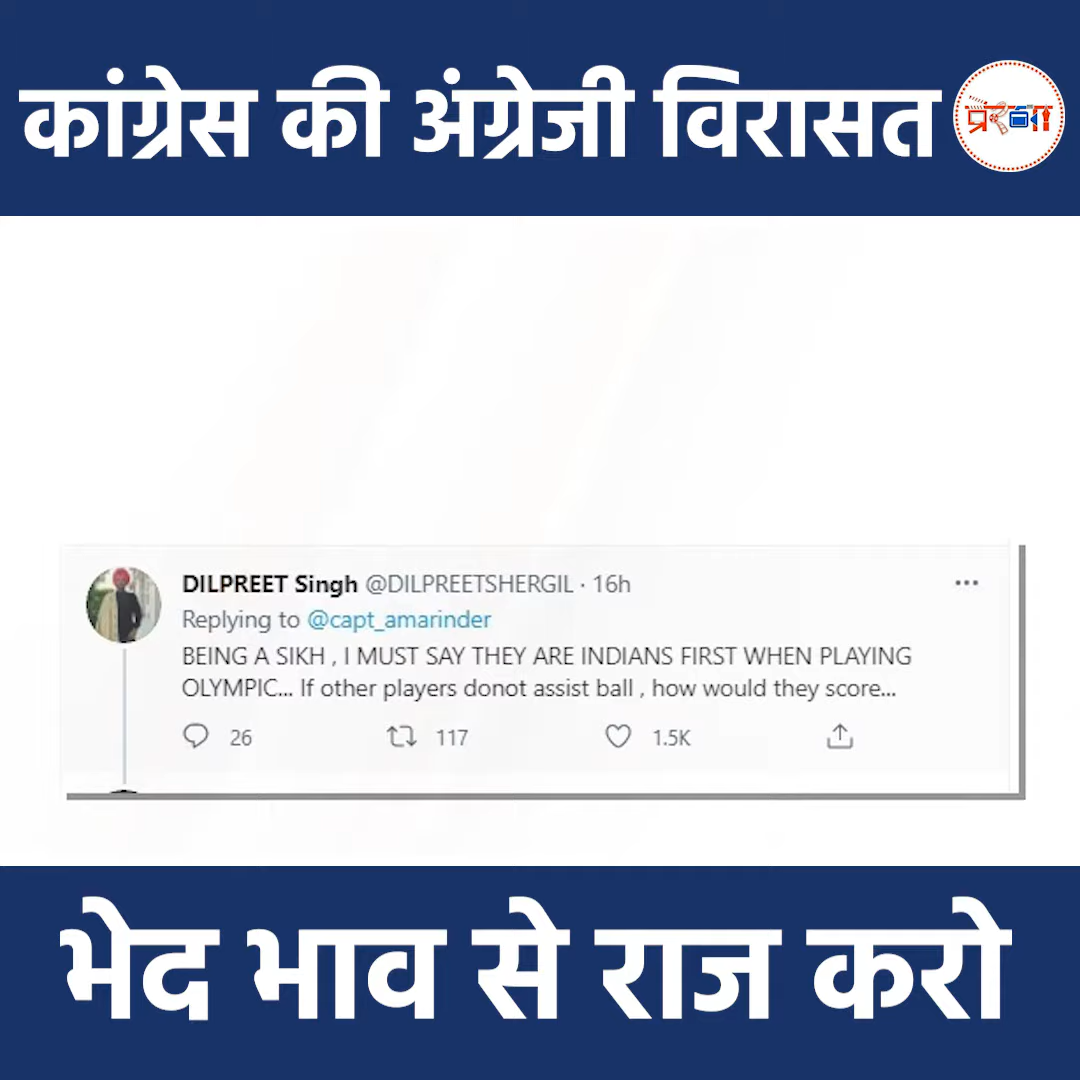 कांग्रेस की अंग्रेजी विरासत
DILPREET Singh @DILPREETSHERGIL · 16h
Replying to @capt_amarinder
BEING A SIKH , I MUST SAY THEY ARE INDIANS FIRST WHEN PLAYING
OLYMPIC... If other players donot assist ball , how would they score...
26 117 1.5K
भेद भाव से राज करो